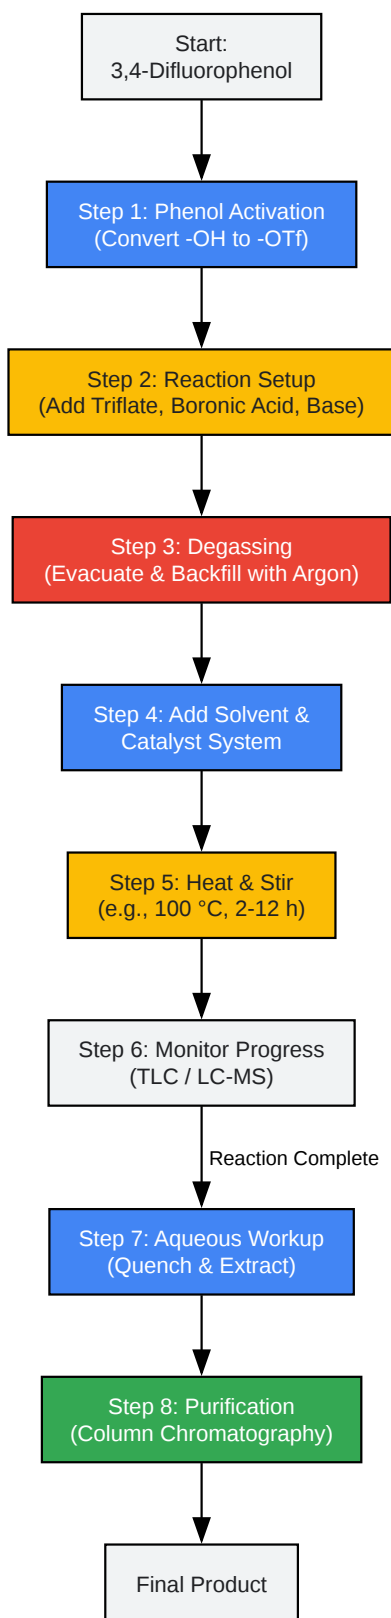 Start:
3,4-Difluorophenol
Step 1: Phenol Activation
(Convert -OH to -OTf)
Step 2: Reaction Setup
(Add Triflate, Boronic Acid, Base)
Step 3: Degassing
(Evacuate & Backfill with Argon)
Step 4: Add Solvent &
Catalyst System
Step 5: Heat & Stir
(e.g., 100 °C, 2-12 h)
Step 6: Monitor Progress
(TLC / LC-MS)
Reaction Complete
Step 7: Aqueous Workup
(Quench & Extract)
Step 8: Purification
(Column Chromatography)
Final Product